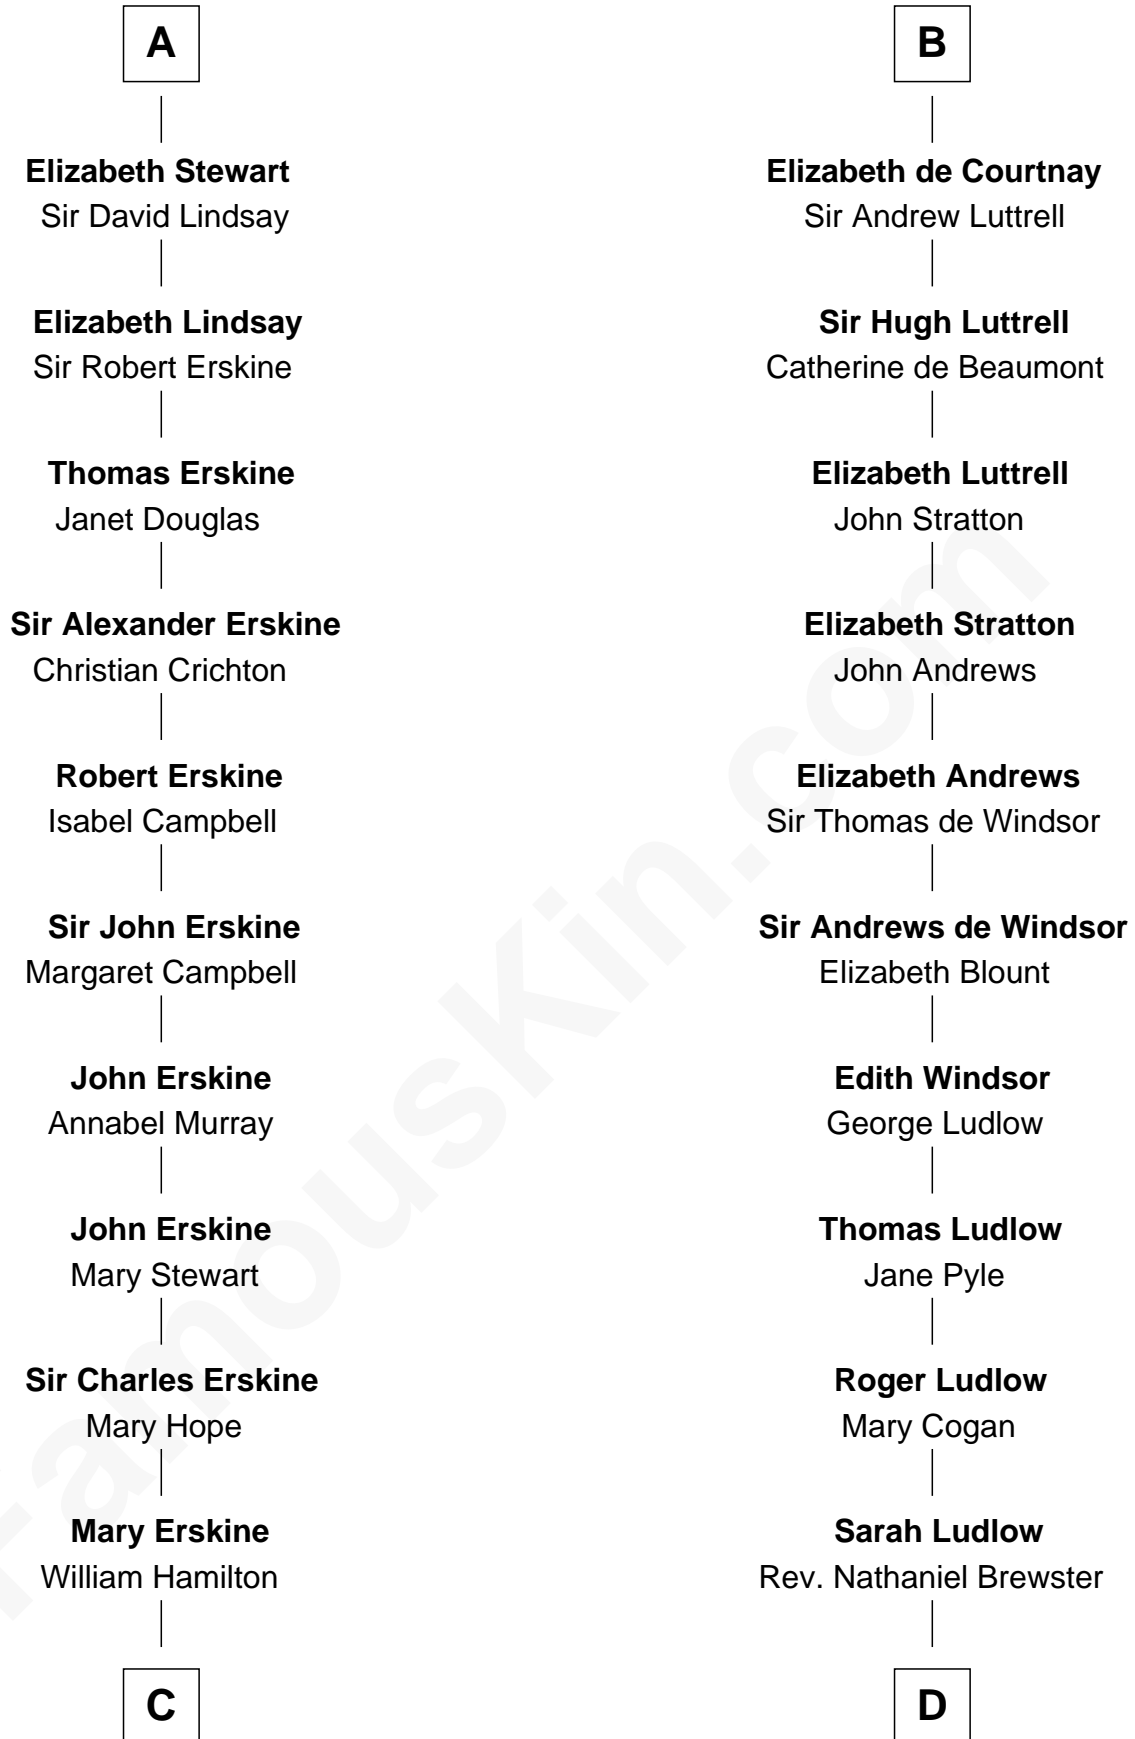 A
Elizabeth Stewart
Sir David Lindsay
Elizabeth Lindsay
Sir Robert Erskine
Thomas Erskine
Janet Douglas
Sir Alexander Erskine
Christian Crichton
Robert Erskine
Isabel Campbell
Sir John Erskine
Margaret Campbell
John Erskine
Annabel Murray
John Erskine
Mary Stewart
Sir Charles Erskine
Mary Hope
Mary Erskine
William Hamilton
C
B
Elizabeth de Courtnay
Sir Andrew Luttrell
Sir Hugh Luttrell
Catherine de Beaumont
Elizabeth Luttrell
John Stratton
Elizabeth Stratton
John Andrews
Elizabeth Andrews
Sir Thomas de Windsor
Sir Andrews de Windsor
Elizabeth Blount
Edith Windsor
George Ludlow
Thomas Ludlow
Jane Pyle
Roger Ludlow
Mary Cogan
Sarah Ludlow
Rev. Nathaniel Brewster
D
FamousKin.com